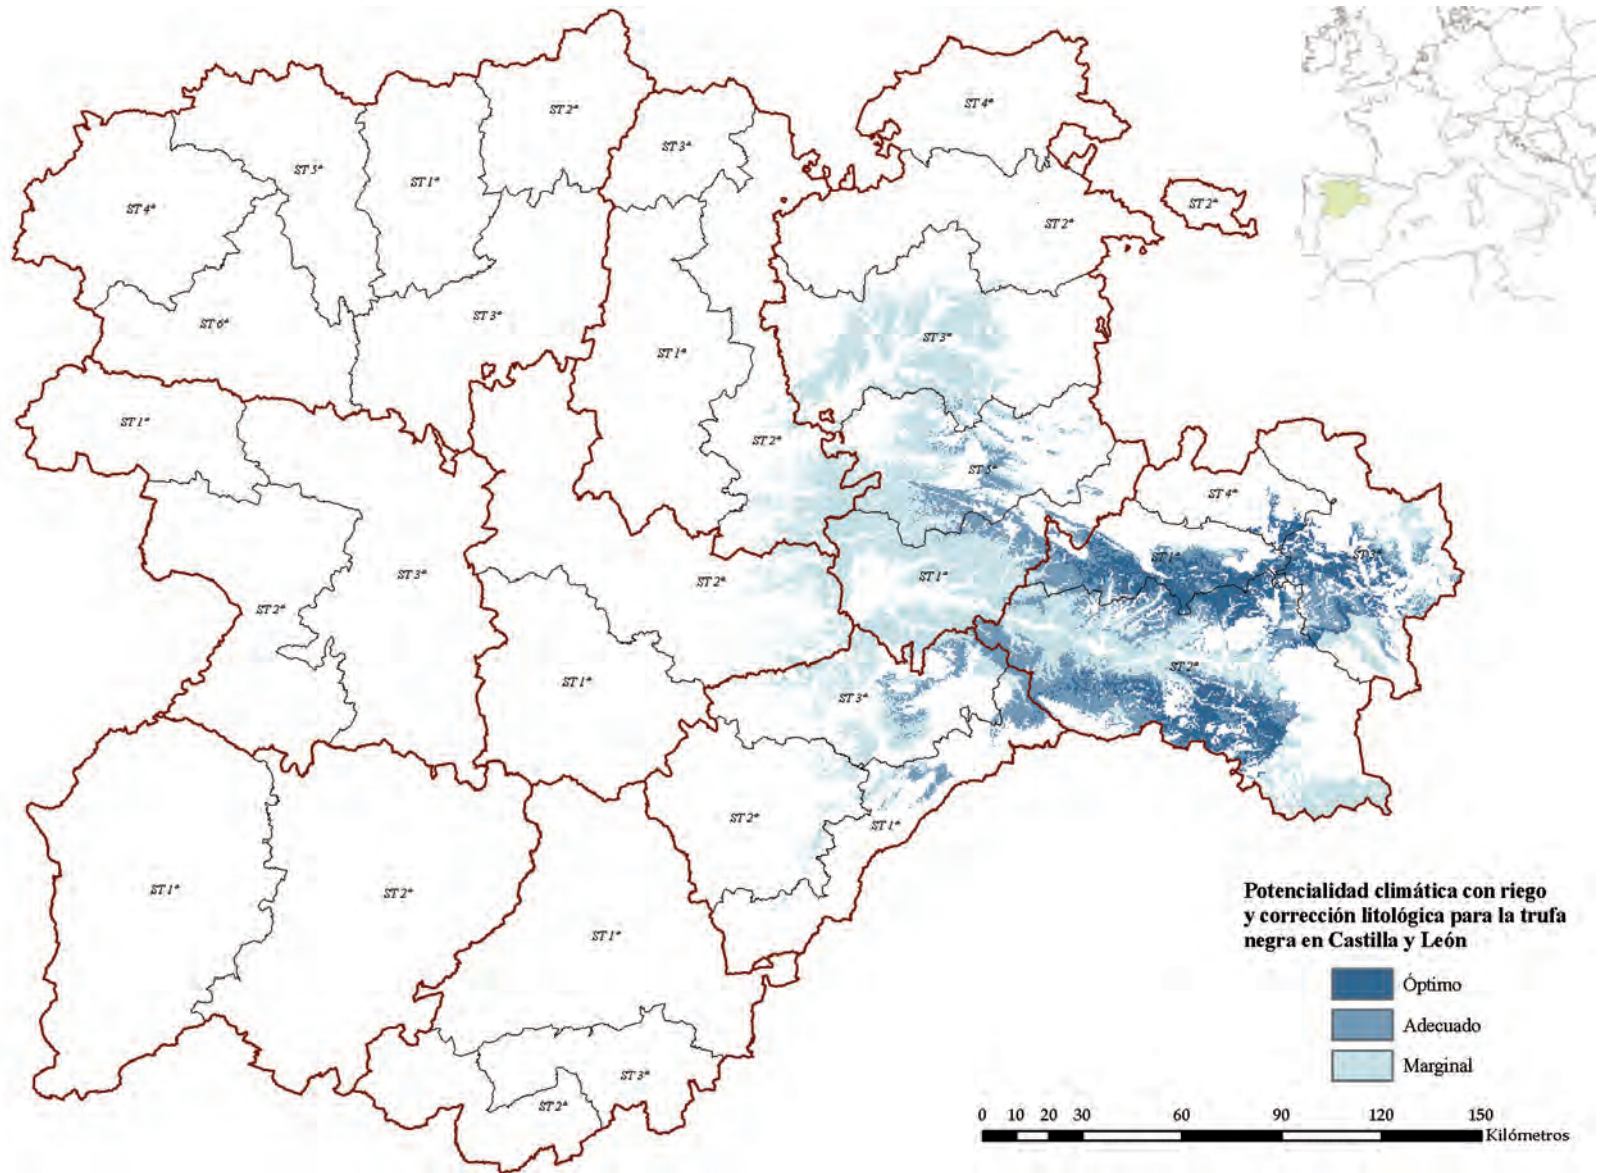 ST 2ª
ST 4ª
ST 3ª
ST 5ª
ST 1ª
ST 4ª
ST 2ª
ST 2ª
ST 6ª
ST 3ª
ST 3ª
ST 1ª
ST 1ª
ST 2ª
ST 5ª
ST 4ª
ST 1ª
ST 3ª
ST 3ª
ST 2ª
ST 1ª
ST 2ª
ST 2ª
ST 1ª
ST 3ª
ST 2ª
ST 1ª
ST 1ª
ST 2ª
ST 1ª
ST 3ª
ST 2ª
Potencialidad climática con riego
y corrección litológica para la trufa
negra en Castilla y León
Óptimo
Adecuado
Marginal
0 10 20 30 60 90 120 150
Kilómetros